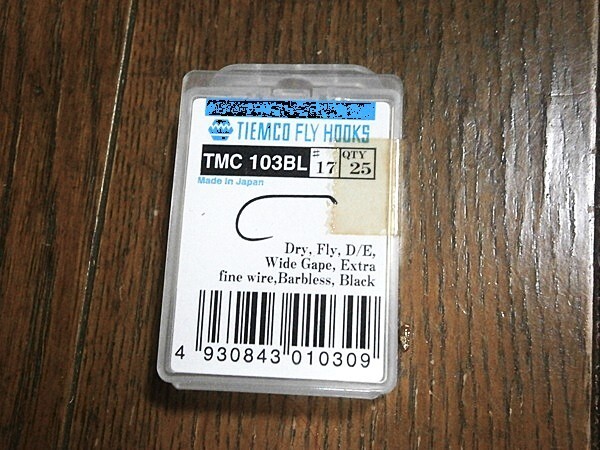 TIEMCO FLY HOOKS
TMC 103BL # 17 QTY 25
Made in Japan
Dry, Fly, D/E,
Wide Gape, Extra
fine wire,Barbless, Black
4 930843 010309